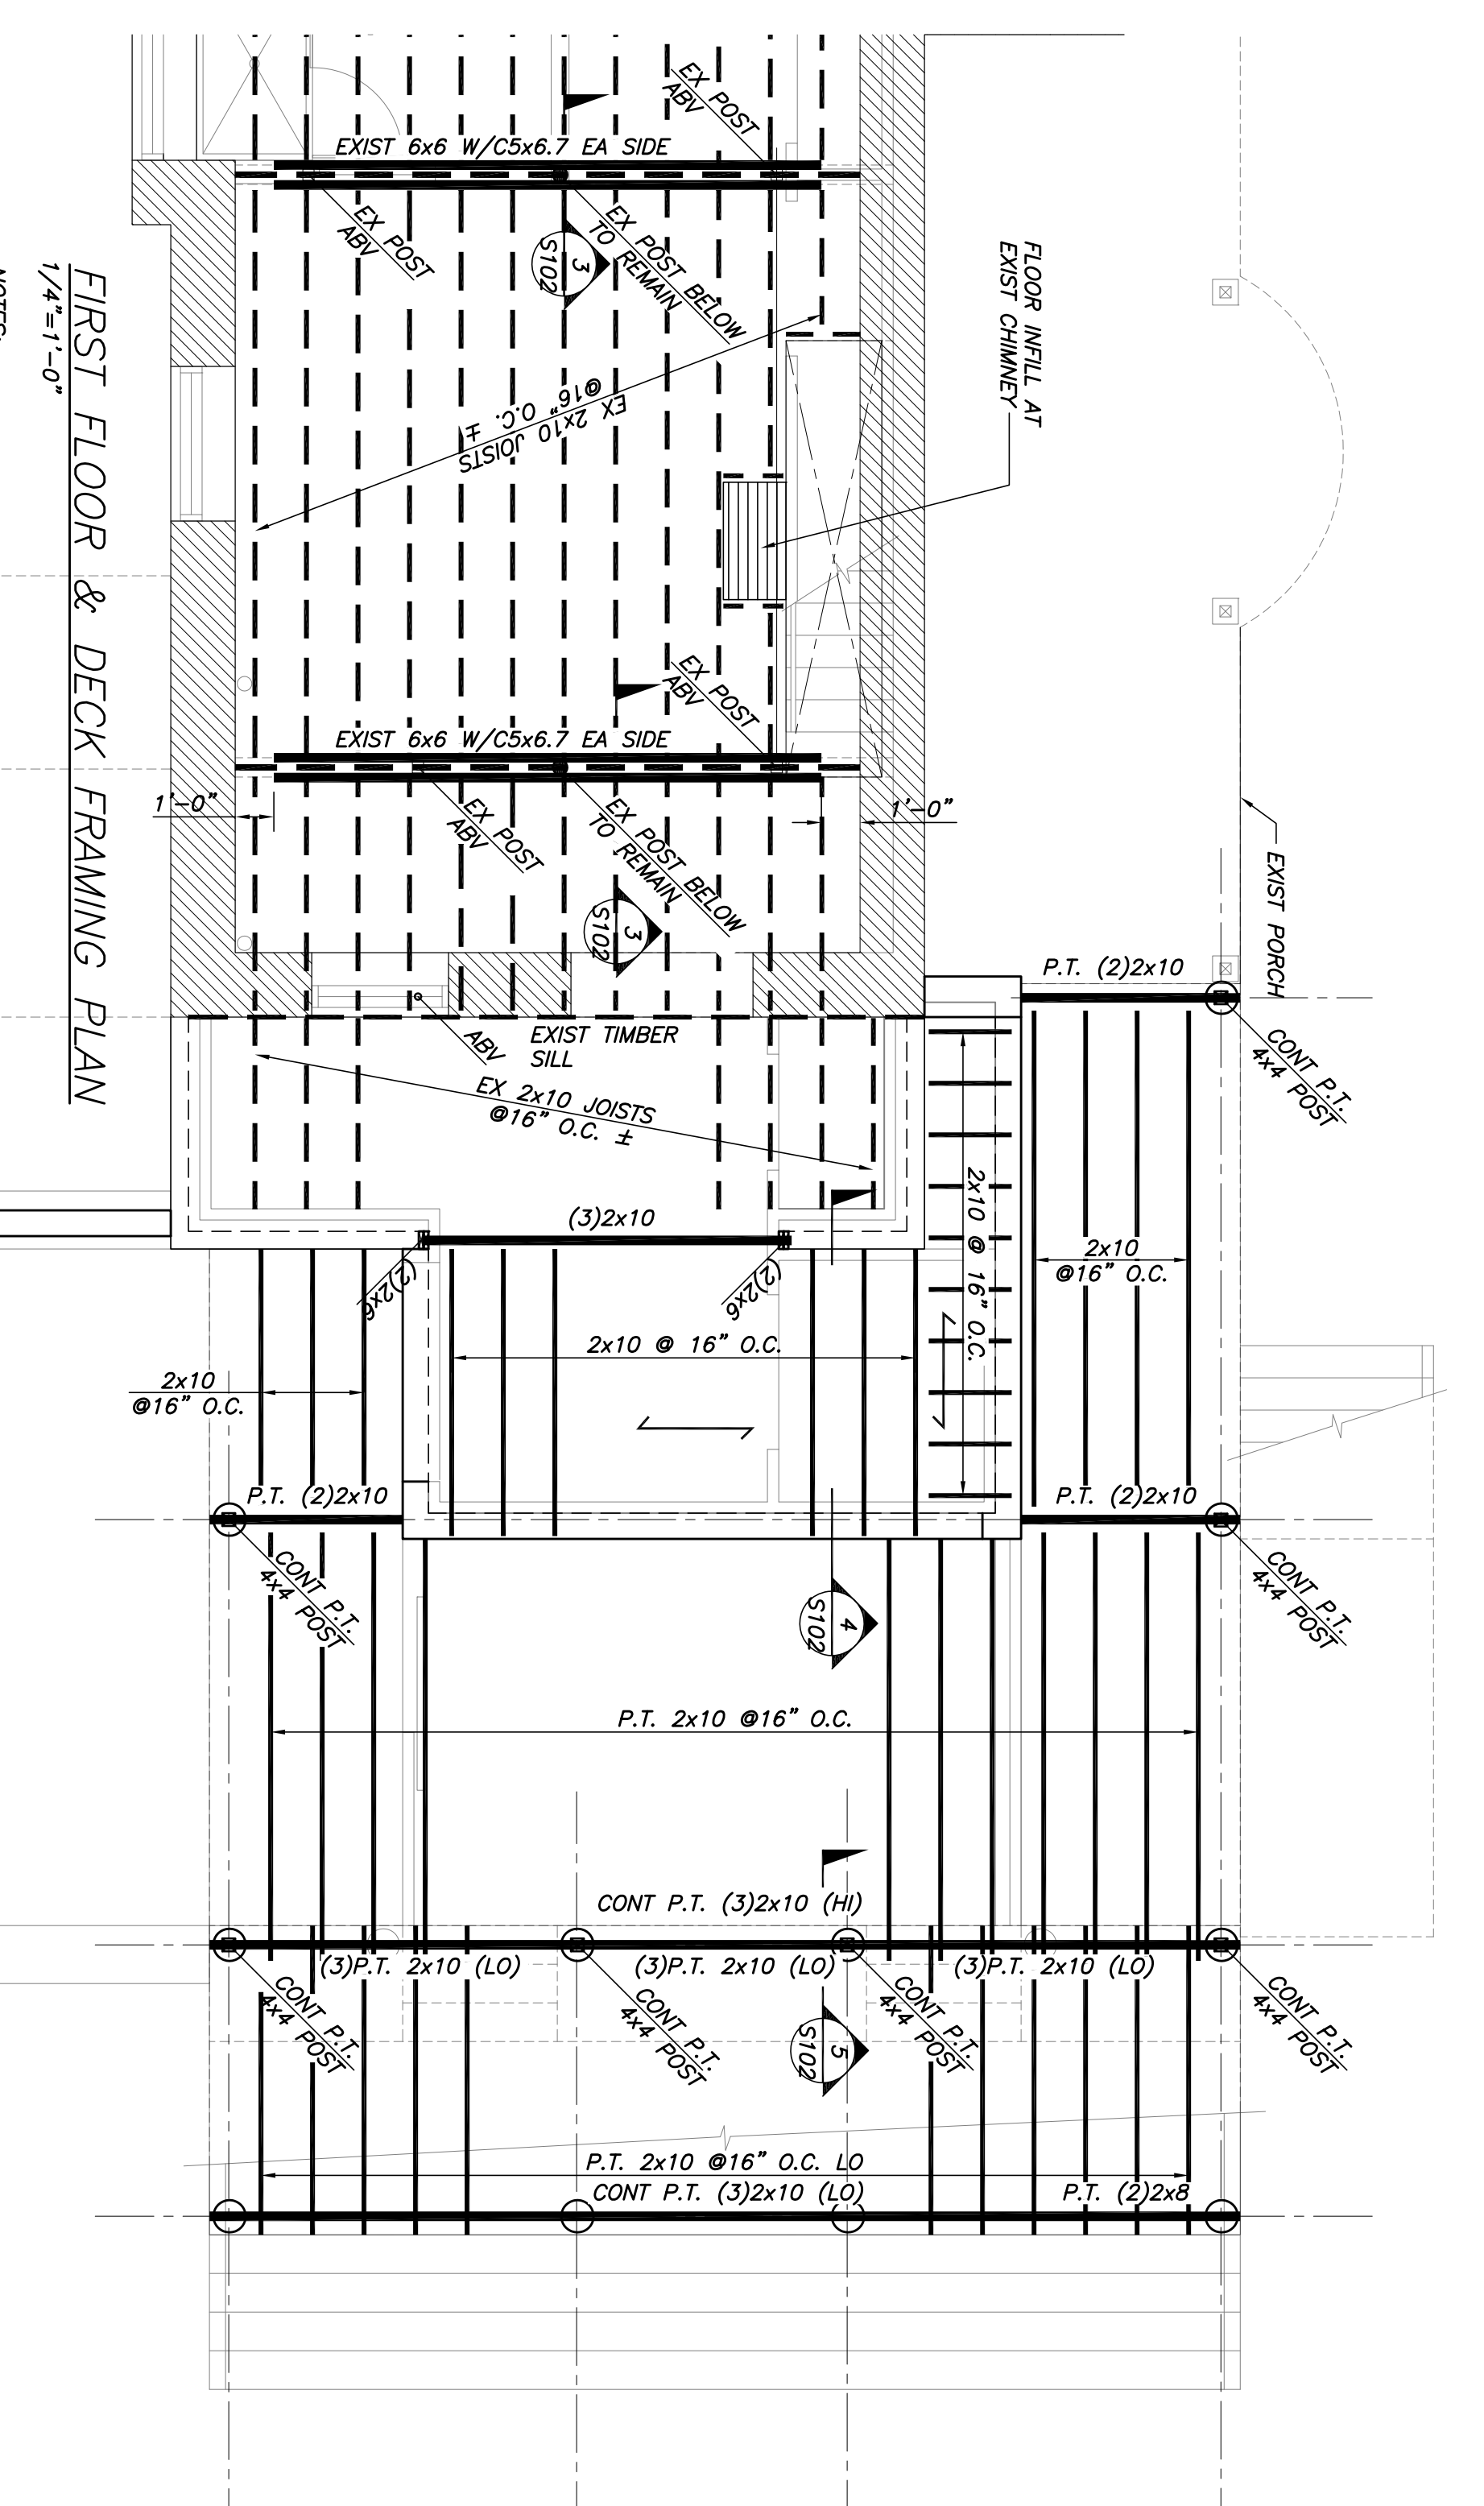 EX POST
ABV
EXIST 6x6 W/C5x6.7 EA SIDE
EX POST
ABV
EX POST BELOW
TO REMAIN
3
S102
FLOOR INFILL AT
EXIST CHIMNEY
FIRST FLOOR & DECK FRAMING PLAN
1/4"=1'-0"
NOTES:
EX 2x10 JOISTS
@16" O.C. ±
EX POST
ABV
EXIST 6x6 W/C5x6.7 EA SIDE
1'-0"
1'-0"
EX POST
ABV
EX POST BELOW
TO REMAIN
3
S102
EXIST PORCH
P.T. (2)2x10
CONT P.T.
4x4 POST
ABV
EXIST TIMBER
SILL
EX 2x10 JOISTS
@16" O.C. ±
2x10 @ 16" O.C.
(3)2x10
2x10
@16" O.C.
(2)2x6
(2)2x6
2x10 @ 16" O.C.
2x10
@16" O.C.
P.T. (2)2x10
P.T. (2)2x10
CONT P.T.
4x4 POST
CONT P.T.
4x4 POST
4
S102
P.T. 2x10 @16" O.C.
CONT P.T. (3)2x10 (HI)
(3)P.T. 2x10 (LO)
(3)P.T. 2x10 (LO)
(3)P.T. 2x10 (LO)
CONT P.T.
4x4 POST
CONT P.T.
4x4 POST
CONT P.T.
4x4 POST
CONT P.T.
4x4 POST
5
S102
P.T. 2x10 @16" O.C. LO
CONT P.T. (3)2x10 (LO)
P.T. (2)2x8